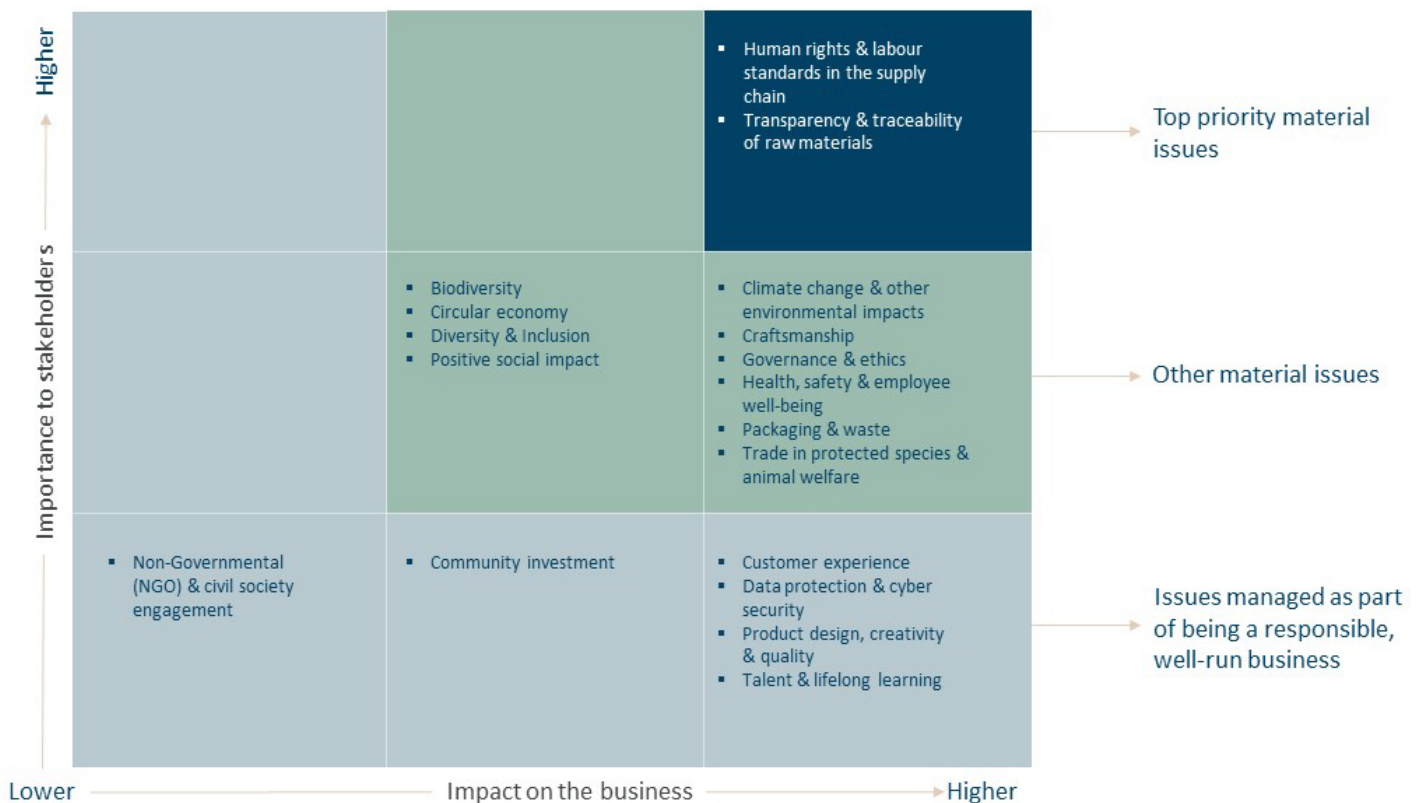 Higher
Importance to stakeholders
▪ Human rights & labour
standards in the supply
chain
▪ Transparency & traceability
of raw materials
Top priority material
issues
▪ Biodiversity
▪ Circular economy
▪ Diversity & Inclusion
▪ Positive social impact
▪ Climate change & other
environmental impacts
▪ Craftsmanship
▪ Governance & ethics
▪ Health, safety & employee
well-being
▪ Packaging & waste
▪ Trade in protected species &
animal welfare
Other material issues
▪ Non-Governmental
(NGO) & civil society
engagement
▪ Community investment
▪ Customer experience
▪ Data protection & cyber
security
▪ Product design, creativity
& quality
▪ Talent & lifelong learning
Issues managed as part
of being a responsible,
well-run business
Lower
Impact on the business
Higher